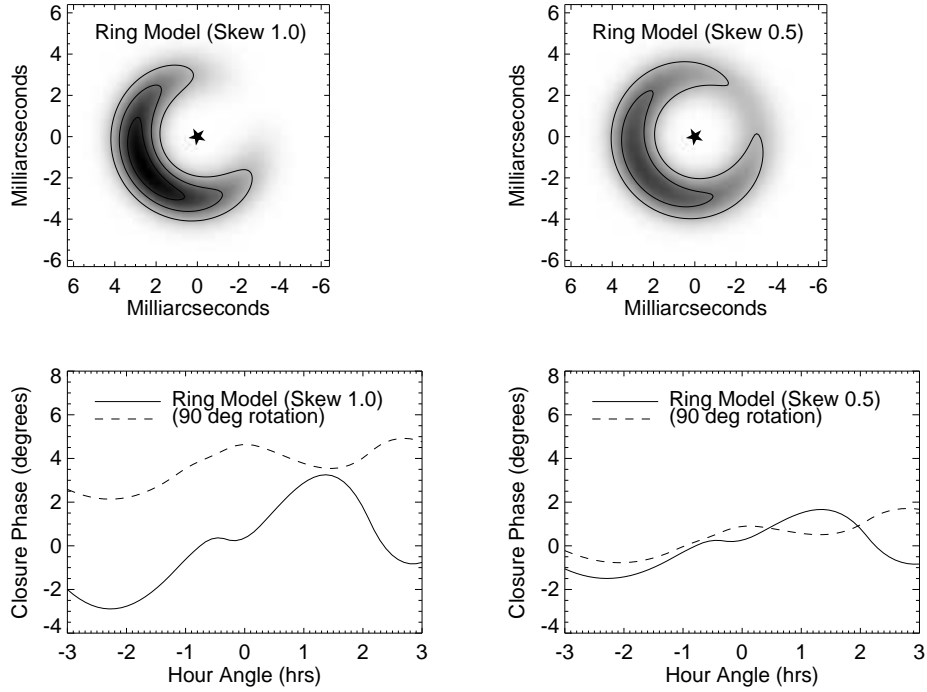 Ring Model (Skew 1.0)
Milliarcseconds
6
4
2
0
-2
-4
-6
6 4 2 0 -2 -4 -6
Milliarcseconds
Ring Model (Skew 0.5)
Milliarcseconds
6
4
2
0
-2
-4
-6
6 4 2 0 -2 -4 -6
Milliarcseconds
Closure Phase (degrees)
8
6
4
2
0
-2
-4
Ring Model (Skew 1.0)
(90 deg rotation)
-3 -2 -1 0 1 2 3
Hour Angle (hrs)
Closure Phase (degrees)
8
6
4
2
0
-2
-4
Ring Model (Skew 0.5)
(90 deg rotation)
-3 -2 -1 0 1 2 3
Hour Angle (hrs)